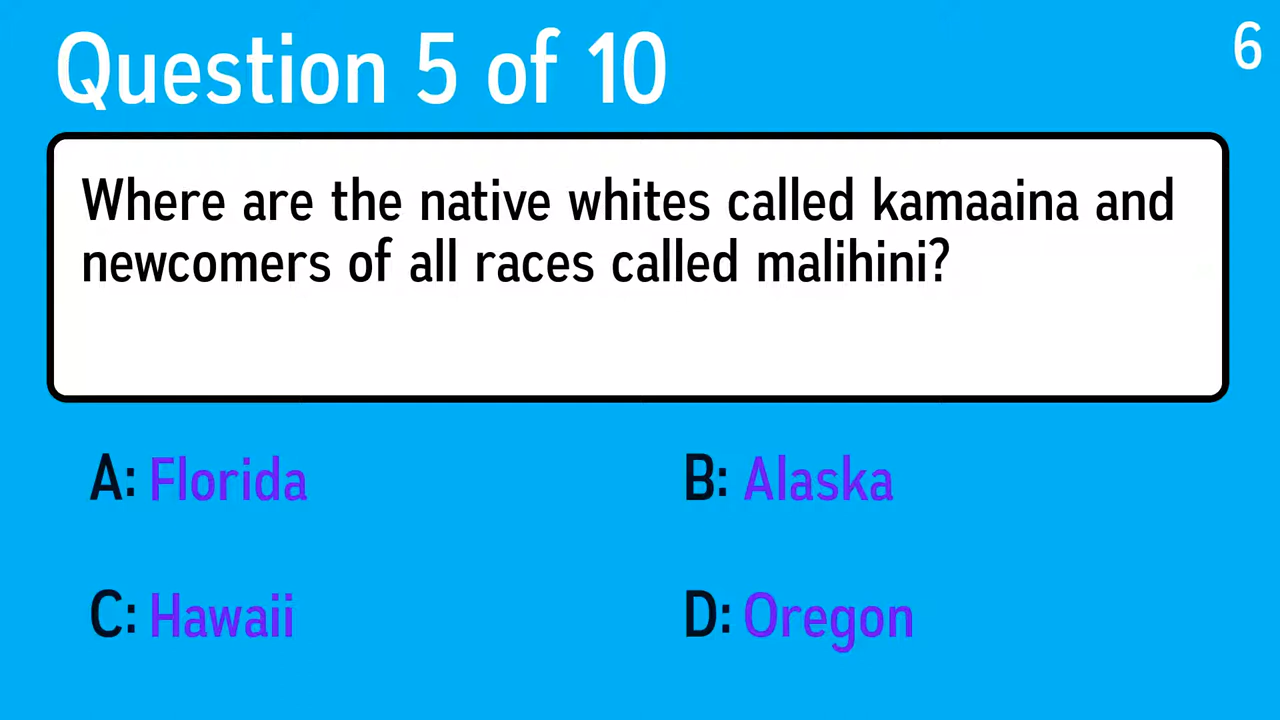 Question 5 of 10
6
Where are the native whites called kamaaina and
newcomers of all races called malihini?
A: Florida
B: Alaska
C: Hawaii
D: Oregon